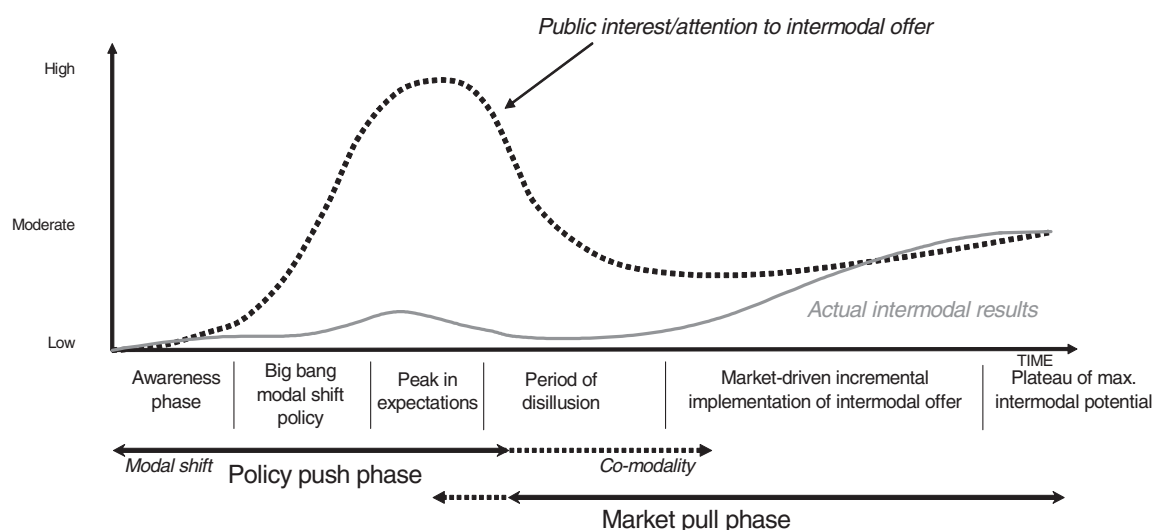 Public interest/attention to intermodal offer
High
Moderate
Actual intermodal results
Low
TIME
Awareness
phase
Big bang
modal shift
policy
Peak in
expectations
Period of
disillusion
Market-driven incremental
implementation of intermodal offer
Plateau of max.
intermodal potential
Modal shift
Policy push phase
Co-modality
Market pull phase